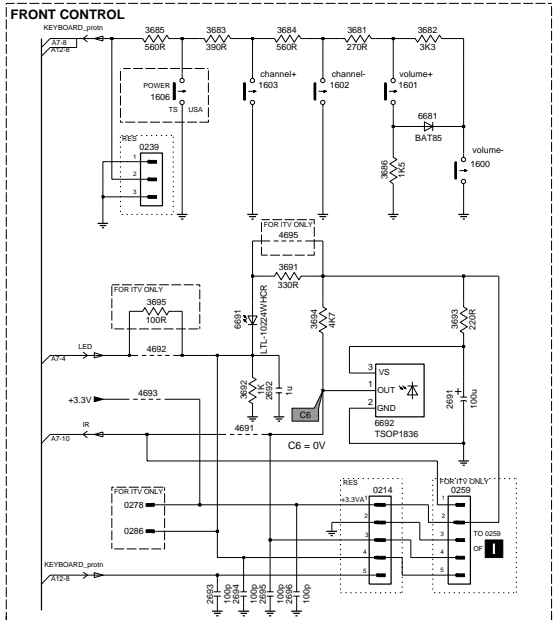 FRONT CONTROL
KEYBOARD_protn
A7-8
A12-8
3685
560R
3683
390R
3684
560R
3681
270R
3682
3K3
POWER
1606
TS
USA
channel+
1603
channel-
1602
volume+
1601
6681
BAT85
volume-
1600
3686
1K5
RES
0239
1
2
3
FOR ITV ONLY
4695
3691
330R
FOR ITV ONLY
3695
100R
6691
LTL-10224WHCR
3694
4K7
3693
220R
LED
A7-4
4692
3692
1K
2692
1u
3
VS
1
OUT
2
GND
6692
TSOP1836
2691
100u
+3.3V
4693
C6
IR
A7-10
4691
C6 = 0V
FOR ITV ONLY
0278
0286
RES
0214
+3.3VA
1
2
3
4
5
FOR ITV ONLY
0259
1
2
3
4
5
TO 0259
OF I
KEYBOARD_protn
A12-8
2693
100p
2694
100p
2695
100p
2696
100p